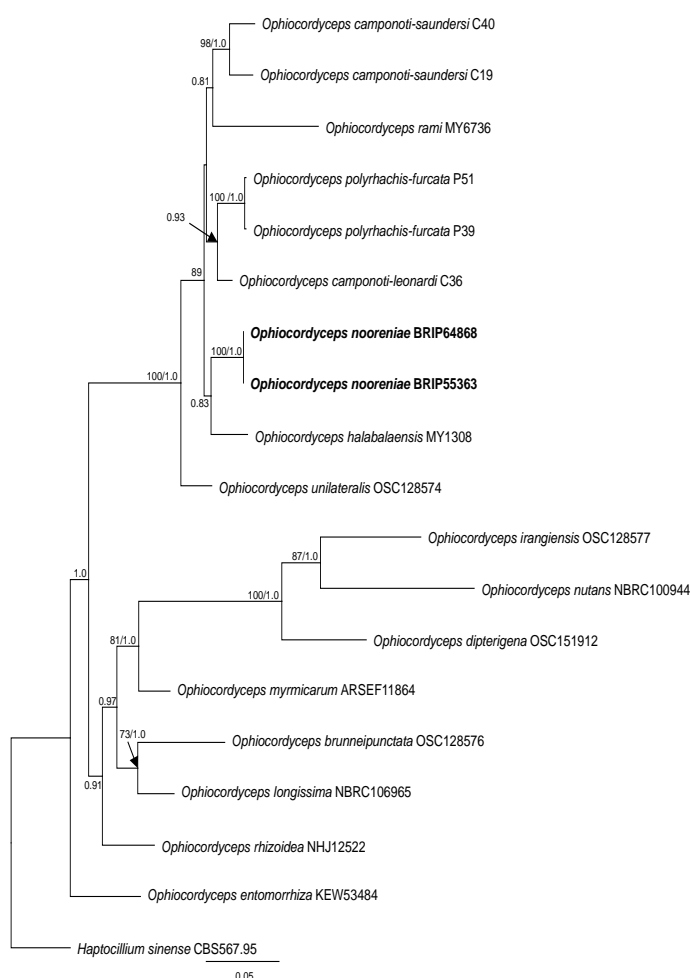 Ophiocordyceps camponoti-saundersi C40
98/1.0
Ophiocordyceps camponoti-saundersi C19
0.81
Ophiocordyceps rami MY6736
Ophiocordyceps polyrhachis-furcata P51
100 /1.0
0.93
Ophiocordyceps polyrhachis-furcata P39
89
Ophiocordyceps camponoti-leonardi C36
Ophiocordyceps nooreniae BRIP64868
100/1.0
100/1.0
Ophiocordyceps nooreniae BRIP55363
0.83
Ophiocordyceps halabalaensis MY1308
Ophiocordyceps unilateralis OSC128574
Ophiocordyceps irangiensis OSC128577
87/1.0
1.0
Ophiocordyceps nutans NBRC100944
100/1.0
81/1.0
Ophiocordyceps dipterigena OSC151912
Ophiocordyceps myrmicarum ARSEF11864
0.97
73/1.0
Ophiocordyceps brunneipunctata OSC128576
0.91
Ophiocordyceps longissima NBRC106965
Ophiocordyceps rhizoidea NHJ12522
Ophiocordyceps entomorrhiza KEW53484
Haptocillium sinense CBS567.95
0.05